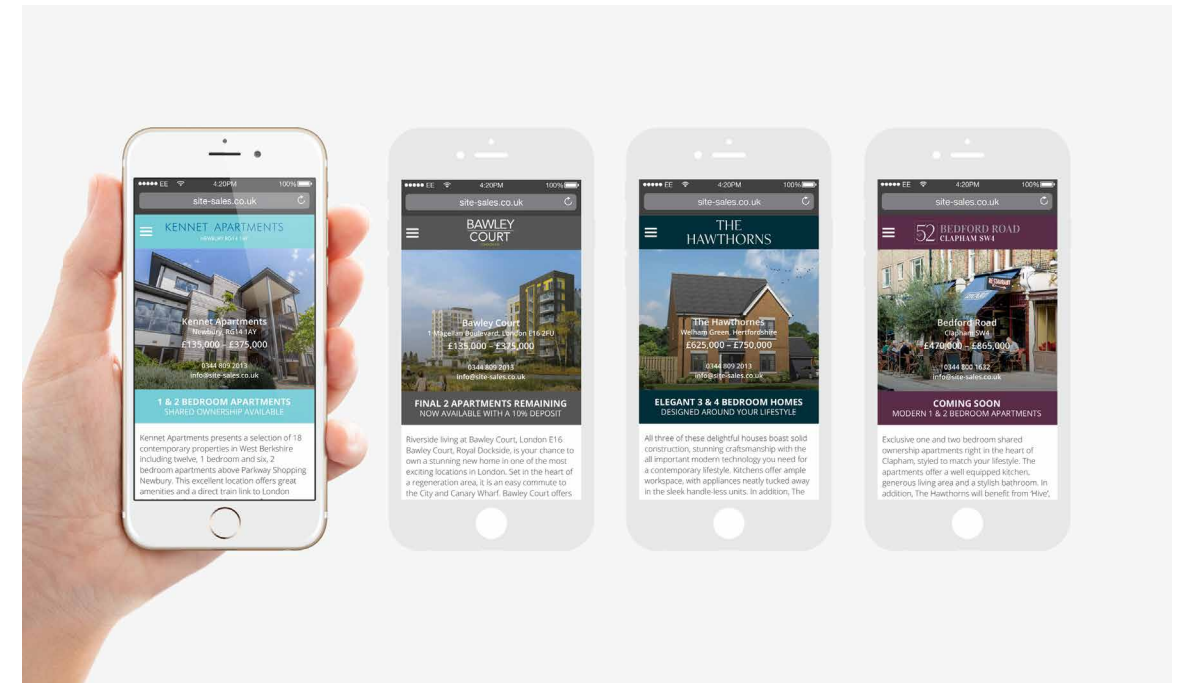 ●●●●● EE 4:20PM 100%
site-sales.co.uk
KENNET APARTMENTS
NEWBURY RG14 1AY
Kennet Apartments
Newbury, RG14 1AY
£135,000 – £375,000
0344 809 2013
info@site-sales.co.uk
1 & 2 BEDROOM APARTMENTS
SHARED OWNERSHIP AVAILABLE
Kennet Apartments presents a selection of 18
contemporary properties in West Berkshire
including twelve, 1 bedroom and six, 2
bedroom apartments above Parkway Shopping
Newbury. This excellent location offers great
amenities and a direct train link to London
●●●●● EE 4:20PM 100%
site-sales.co.uk
BAWLEY
COURT
Bawley Court
1 Magellan Boulevard, London E16 2FU
£135,000 – £375,000
0344 809 2013
info@site-sales.co.uk
FINAL 2 APARTMENTS REMAINING
NOW AVAILABLE WITH A 10% DEPOSIT
Riverside living at Bawley Court, London E16
Bawley Court, Royal Dockside, is your chance to
own a stunning new home in one of the most
exciting locations in London. Set in the heart of
a regeneration area, it is an easy commute to
the City and Canary Wharf. Bawley Court offers
●●●●● EE 4:20PM 100%
site-sales.co.uk
THE
HAWTHORNS
The Hawthornes
Welham Green, Hertfordshire
£625,000 – £750,000
0344 809 2013
info@site-sales.co.uk
ELEGANT 3 & 4 BEDROOM HOMES
DESIGNED AROUND YOUR LIFESTYLE
All three of these delightful houses boast solid
construction, stunning craftsmanship with the
all important modern technology you need for
a contemporary lifestyle. Kitchens offer ample
workspace, with appliances neatly tucked away
in the sleek handle-less units. In addition, The
●●●●● EE 4:20PM 100%
site-sales.co.uk
52 BEDFORD ROAD
CLAPHAM SW4
Bedford Road
Clapham SW4
£470,000 – £865,000
0344 800 1632
info@site-sales.co.uk
COMING SOON
MODERN 1 & 2 BEDROOM APARTMENTS
Exclusive one and two bedroom shared
ownership apartments right in the heart of
Clapham, styled to match your lifestyle. The
apartments offer a well equipped kitchen,
generous living area and a stylish bathroom. In
addition, The Hawthorns will benefit from 'Hive',